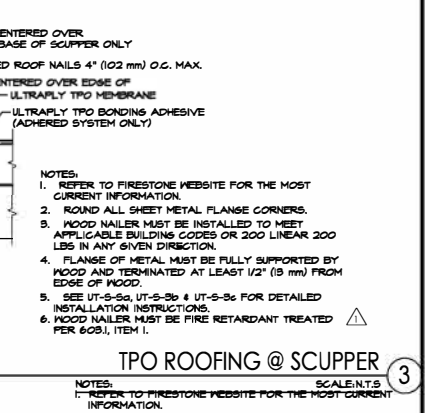 ENTERED OVER
BASE OF SCUPPER ONLY
ED ROOF NAILS 4" (102 mm) O.C. MAX.
NTERED OVER EDGE OF
ULTRAPLY TPO MEMBRANE
ULTRAPLY TPO BONDING ADHESIVE
(ADHERED SYSTEM ONLY)
NOTES:
1. REFER TO FIRESTONE WEBSITE FOR THE MOST
CURRENT INFORMATION.
2. ROUND ALL SHEET METAL FLANGE CORNERS.
3. WOOD NAILER MUST BE INSTALLED TO MEET
APPLICABLE BUILDING CODES OR 200 LINEAR 200
LBS IN ANY GIVEN DIRECTION.
4. FLANGE OF METAL MUST BE FULLY SUPPORTED BY
WOOD AND TERMINATED AT LEAST 1/2" (13 mm) FROM
EDGE OF WOOD.
5. SEE UT-S-5a, UT-S-3b & UT-S-3c FOR DETAILED
INSTALLATION INSTRUCTIONS.
6. WOOD NAILER MUST BE FIRE RETARDANT TREATED
PER 603.1, ITEM 1.
1
TPO ROOFING @ SCUPPER
3
SCALE: N.T.S
NOTES:
1. REFER TO FIRESTONE WEBSITE FOR THE MOST CURRENT
INFORMATION.